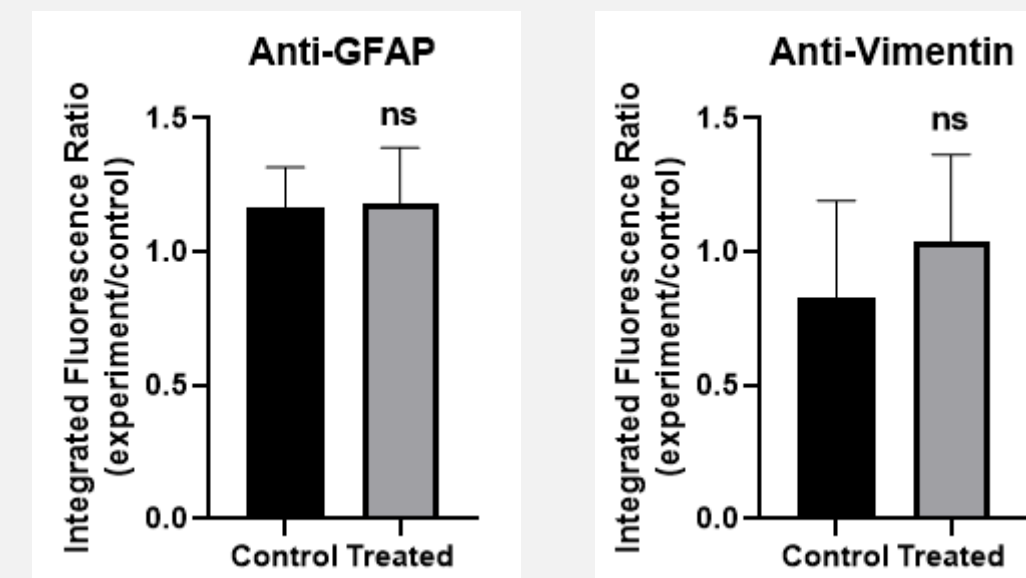 Anti-GFAP
Integrated Fluorescence Ratio
(experiment/control)
1.5
1.0
0.5
0.0
ns
Control Treated
Anti-Vimentin
Integrated Fluorescence Ratio
(experiment/control)
1.5
1.0
0.5
0.0
ns
Control Treated